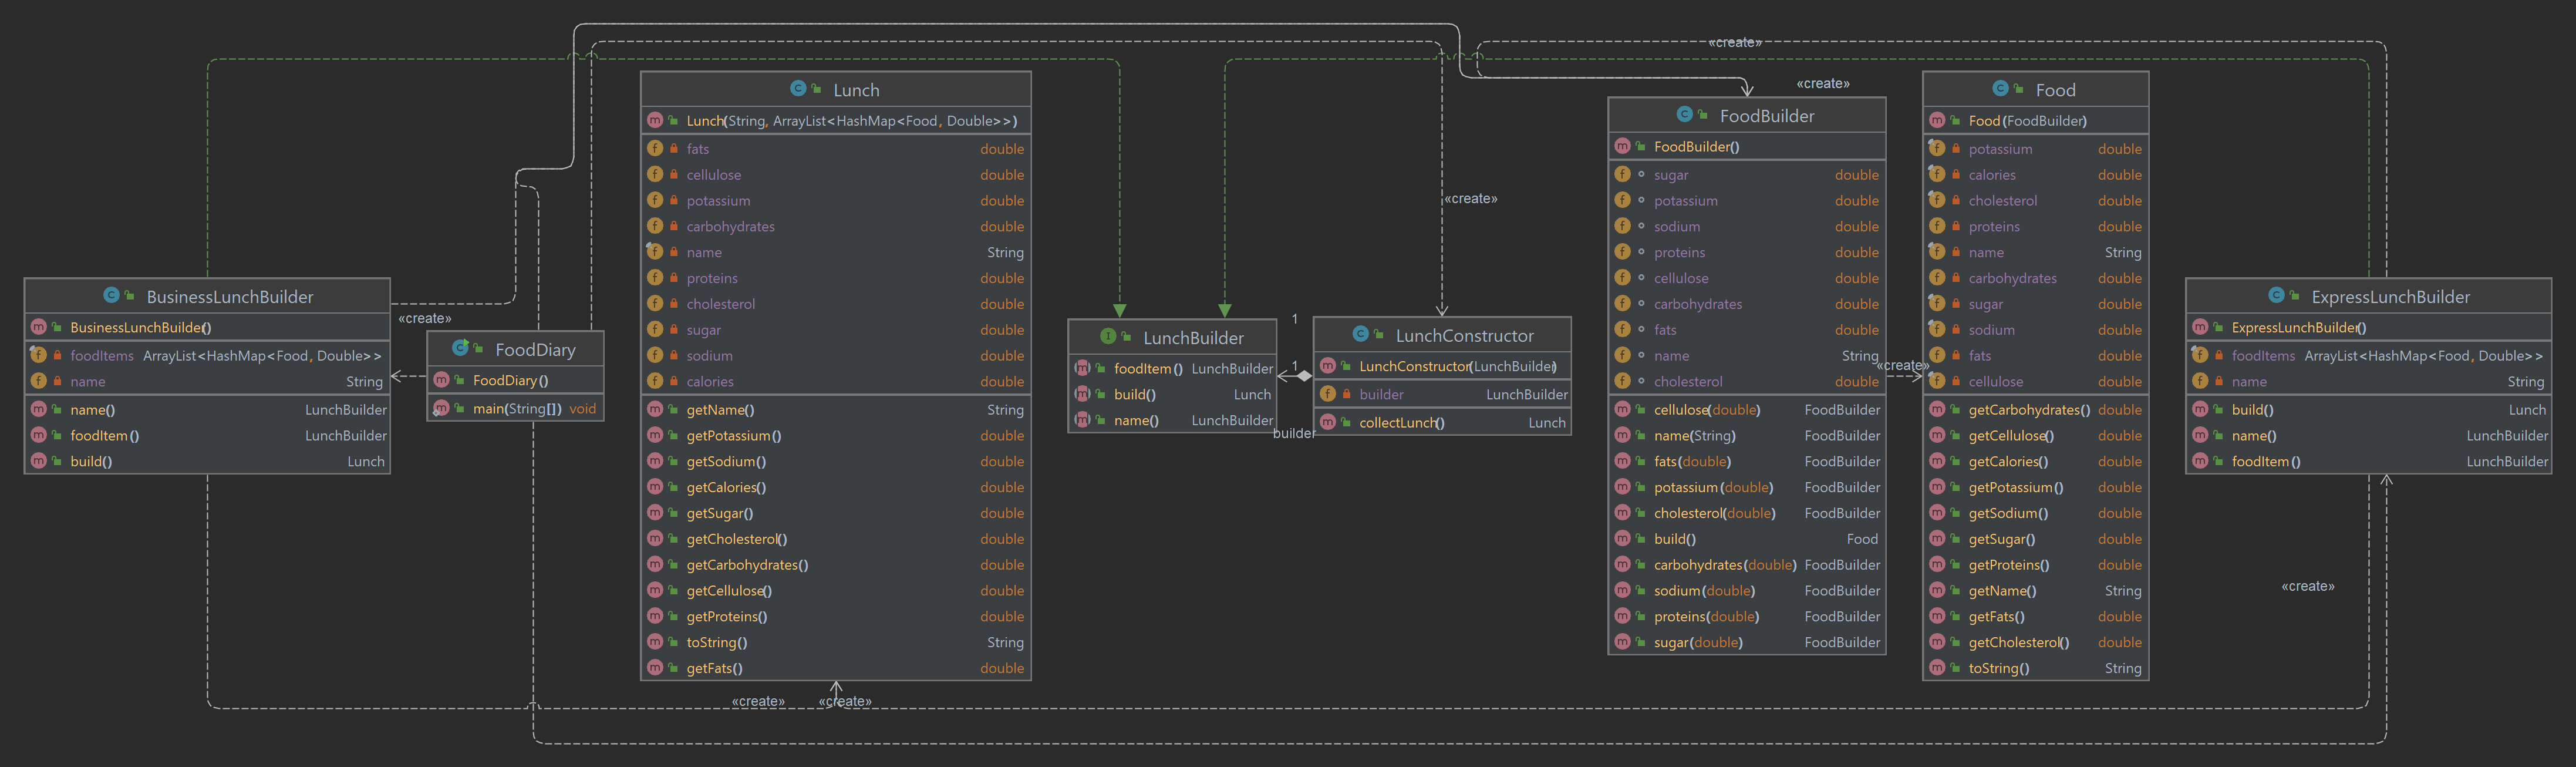 «create»
«create»
«create»
BusinessLunchBuilder
BusinessLunchBuilder()
foodItems ArrayList<HashMap<Food, Double>>
name String
name() LunchBuilder
foodItem() LunchBuilder
build() Lunch
«create»
FoodDiary
FoodDiary()
main(String[]) void
Lunch
Lunch(String, ArrayList<HashMap<Food, Double>>)
fats double
cellulose double
potassium double
carbohydrates double
name String
proteins double
cholesterol double
sugar double
sodium double
calories double
getName() String
getPotassium() double
getSodium() double
getCalories() double
getSugar() double
getCholesterol() double
getCarbohydrates() double
getCellulose() double
getProteins() double
toString() String
getFats() double
«create» «create»
LunchBuilder
foodItem() LunchBuilder
build() Lunch
name() LunchBuilder
1
1
builder
LunchConstructor
LunchConstructor(LunchBuilder)
builder LunchBuilder
collectLunch() Lunch
FoodBuilder
FoodBuilder()
sugar double
potassium double
sodium double
proteins double
cellulose double
carbohydrates double
fats double
name String
cholesterol double
cellulose(double) FoodBuilder
name(String) FoodBuilder
fats(double) FoodBuilder
potassium(double) FoodBuilder
cholesterol(double) FoodBuilder
build() Food
carbohydrates(double) FoodBuilder
sodium(double) FoodBuilder
proteins(double) FoodBuilder
sugar(double) FoodBuilder
«create»
Food
Food(FoodBuilder)
potassium double
calories double
cholesterol double
proteins double
name String
carbohydrates double
sugar double
sodium double
fats double
cellulose double
getCarbohydrates() double
getCellulose() double
getCalories() double
getPotassium() double
getSodium() double
getSugar() double
getProteins() double
getName() String
getFats() double
getCholesterol() double
toString() String
ExpressLunchBuilder
ExpressLunchBuilder()
foodItems ArrayList<HashMap<Food, Double>>
name String
build() Lunch
name() LunchBuilder
foodItem() LunchBuilder
«create»